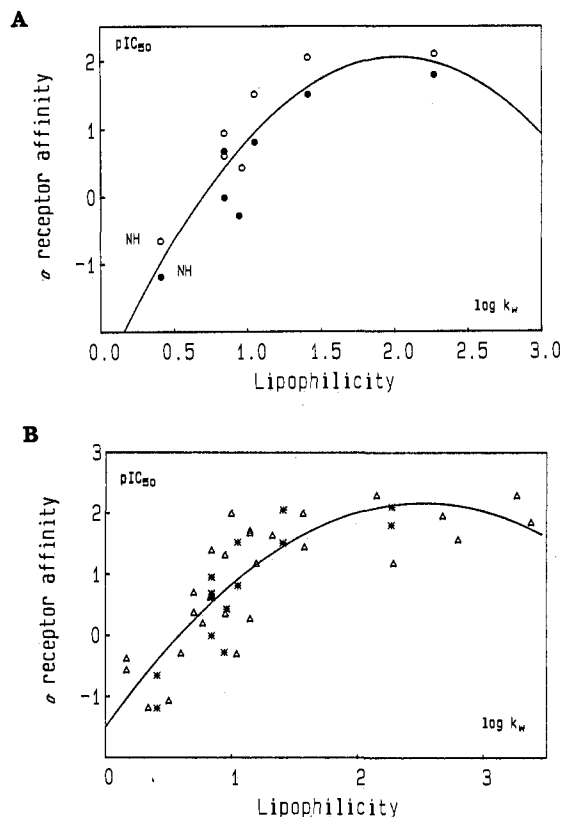 A
pIC50
σ receptor affinity
2
1
0
-1
NH
NH
log kw
0.0 0.5 1.0 1.5 2.0 2.5 3.0
Lipophilicity
B
pIC50
σ receptor affinity
3
2
1
0
-1
log kw
0 1 2 3
Lipophilicity